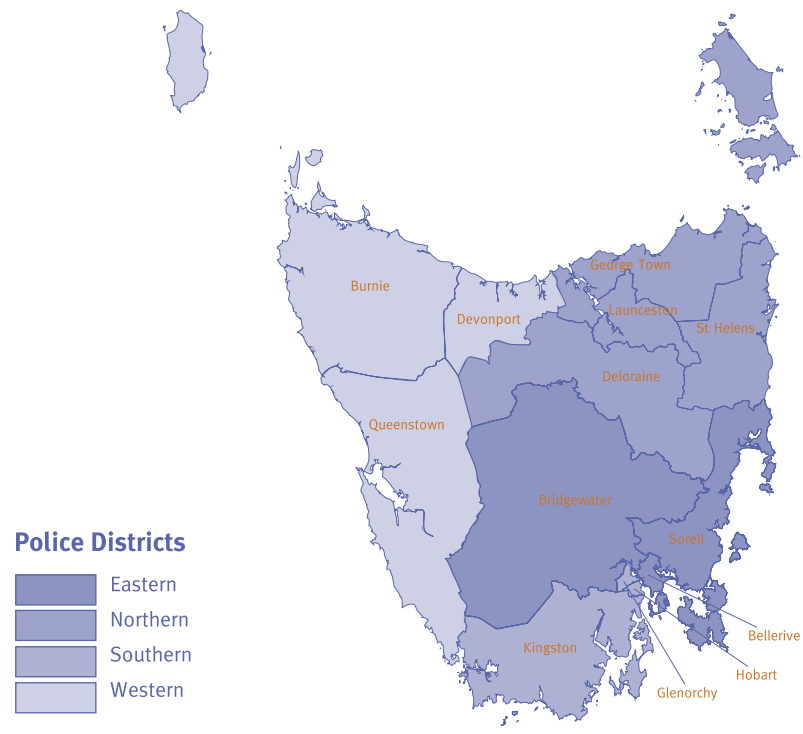 George Town
Burnie
Launceston
Devonport
St Helens
Deloraine
Queenstown
Bridgewater
Sorell
Police Districts
Eastern
Northern
Southern
Western
Bellerive
Kingston
Hobart
Glenorchy